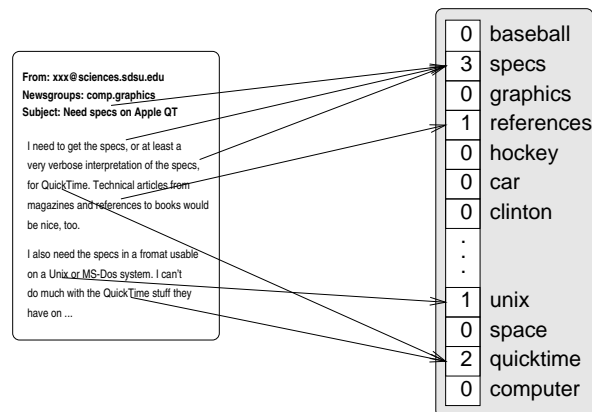 From: xxx@sciences.sdsu.edu
Newsgroups: comp.graphics
Subject: Need specs on Apple QT
I need to get the specs, or at least a
very verbose interpretation of the specs,
for QuickTime. Technical articles from
magazines and references to books would
be nice, too.
I also need the specs in a fromat usable
on a Unix or MS-Dos system. I can't
do much with the QuickTime stuff they
have on ...
0 baseball
3 specs
0 graphics
1 references
0 hockey
0 car
0 clinton
.
.
.
1 unix
0 space
2 quicktime
0 computer